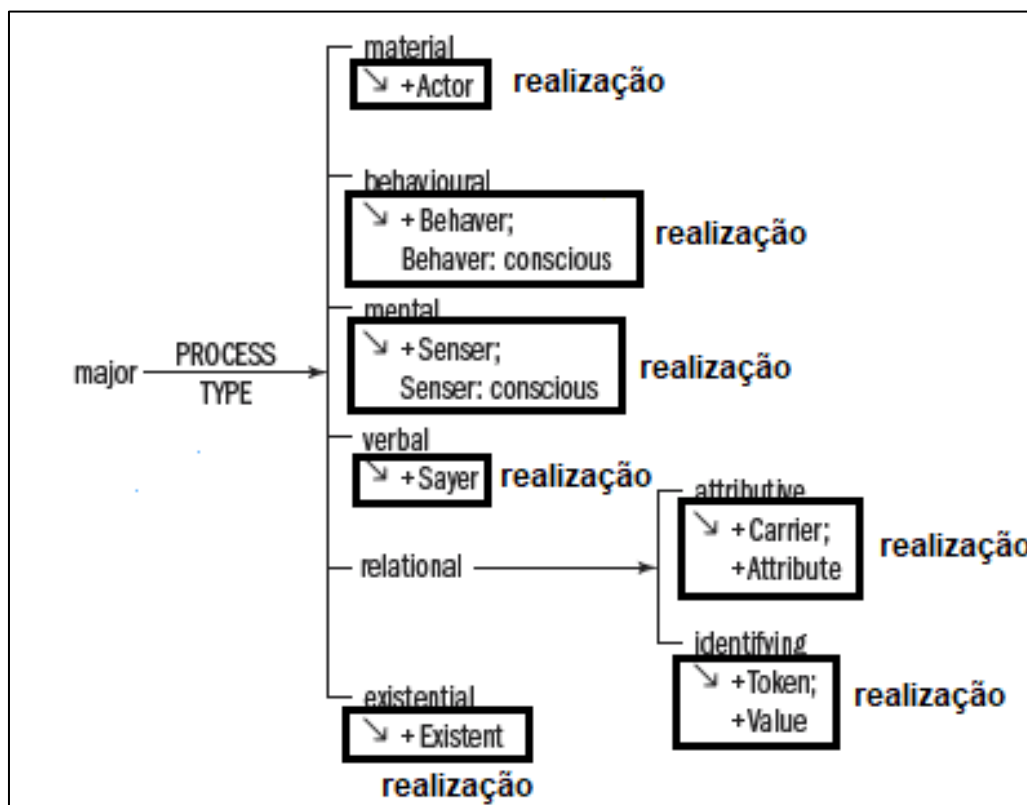 material
↘ +Actor
realização
behavioural
↘ + Behaver;
Behaver: conscious
realização
mental
↘ +Senser;
Senser: conscious
realização
major
PROCESS
TYPE
verbal
↘ +Sayer
realização
attributive
↘ +Carrier;
+Attribute
realização
relational
identifying
↘ +Token;
+Value
realização
existential
↘ +Existent
realização